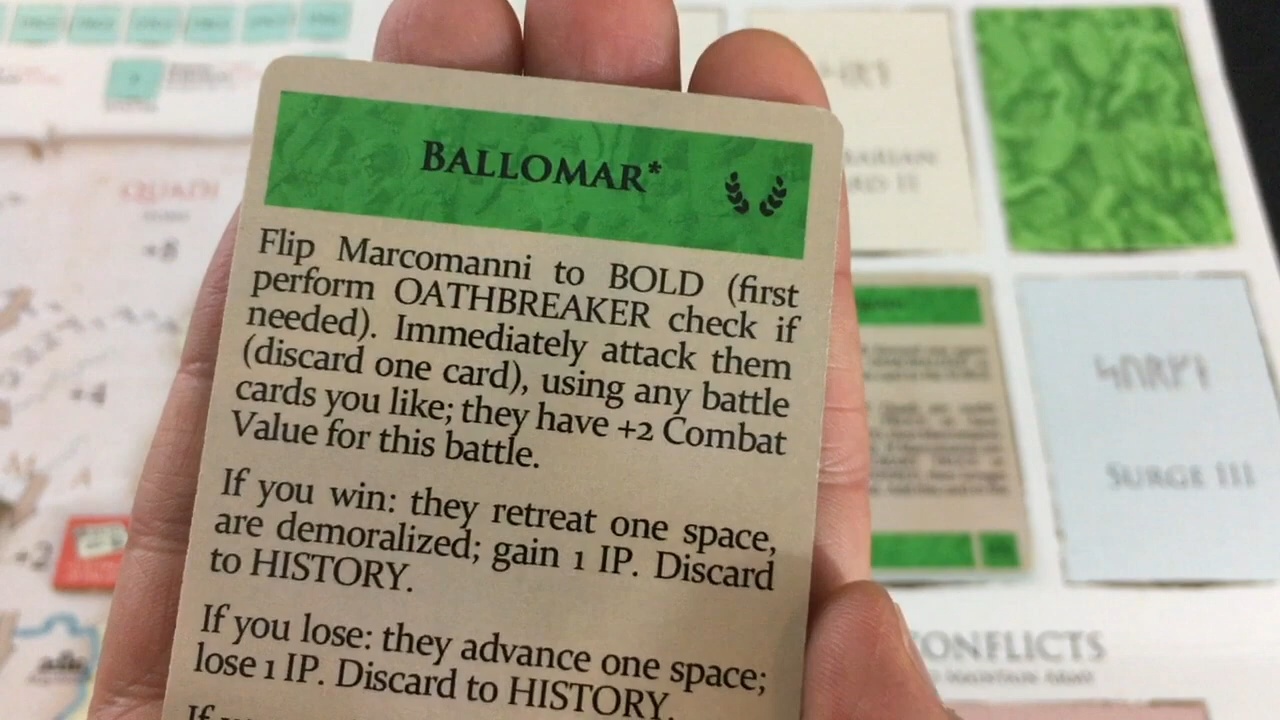 BALLOMAR*
Flip Marcomanni to BOLD (first
perform OATHBREAKER check if
needed). Immediately attack them
(discard one card), using any battle
cards you like; they have +2 Combat
Value for this battle.
If you win: they retreat one space,
are demoralized; gain 1 IP. Discard
to HISTORY.
If you lose: they advance one space;
lose 1 IP. Discard to HISTORY.
QUADI
+8
+4
SURGE III